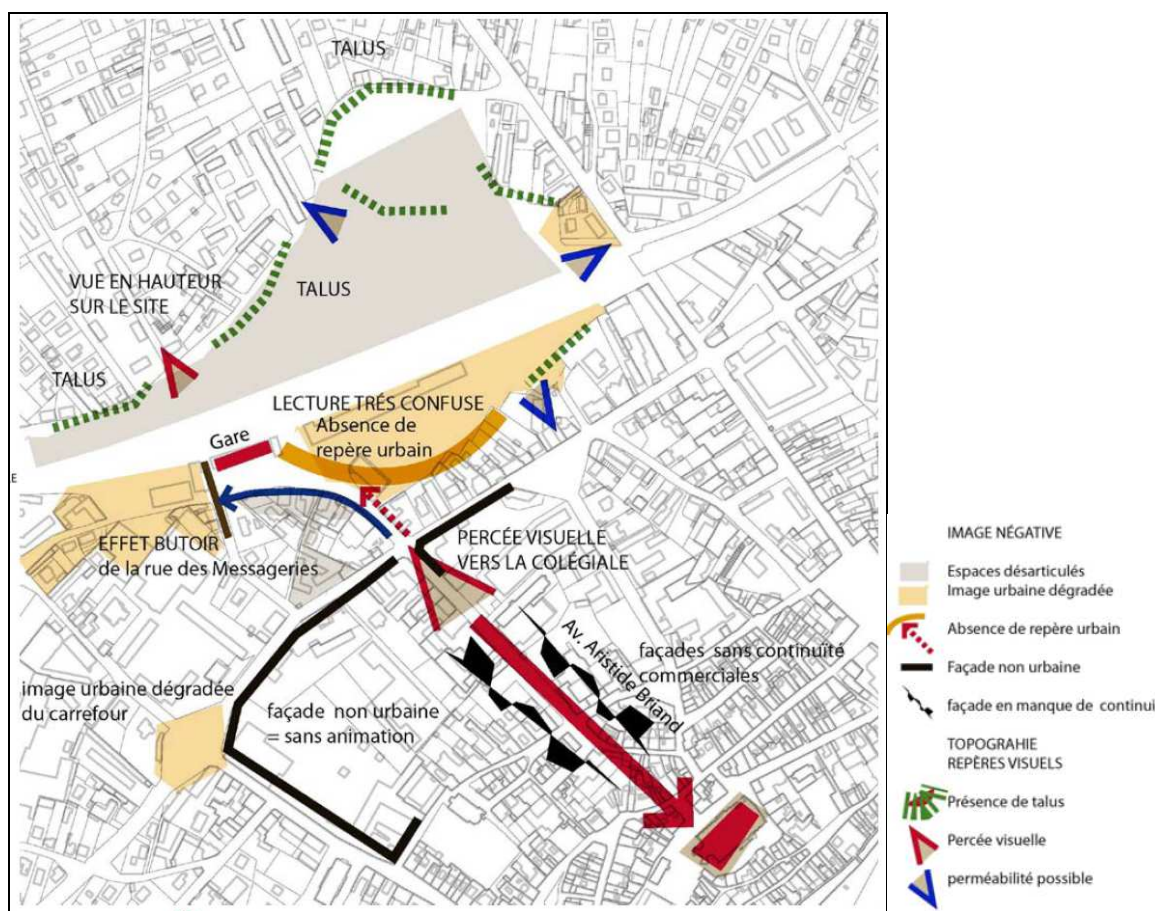 TALUS
VUE EN HAUTEUR
SUR LE SITE
TALUS
TALUS
LECTURE TRÉS CONFUSE
Absence de
repère urbain
Gare
LE
EFFET BUTOIR
de la rue des Messageries
PERCÉE VISUELLE
VERS LA COLÉGIALE
Av. Aristide Briand
façades sans continuité
commerciales
image urbaine dégradée
du carrefour
façade non urbaine
= sans animation
IMAGE NÉGATIVE
Espaces désarticulés
Image urbaine dégradée
Absence de repère urbain
Façade non urbaine
façade en manque de continui
TOPOGRAHIE
REPÈRES VISUELS
Présence de talus
Percée visuelle
perméabilité possible